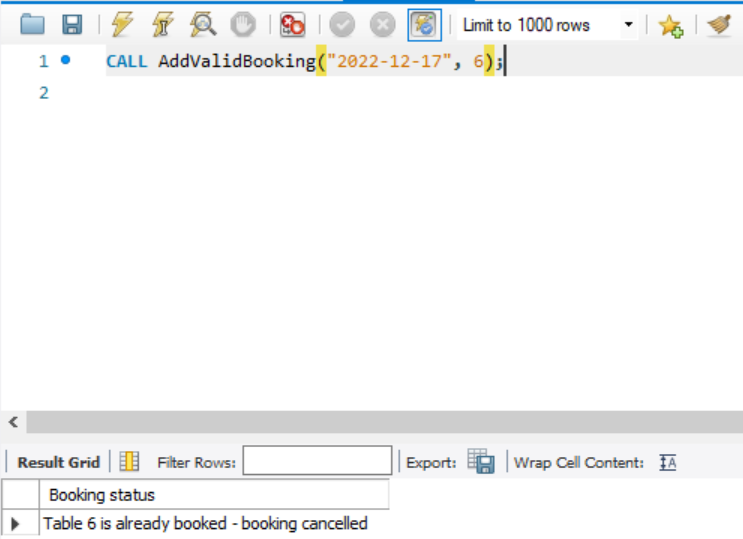 Limit to 1000 rows
1 CALL AddValidBooking("2022-12-17", 6);
2
Result Grid Filter Rows: Export: Wrap Cell Content: IA
Booking status
Table 6 is already booked - booking cancelled